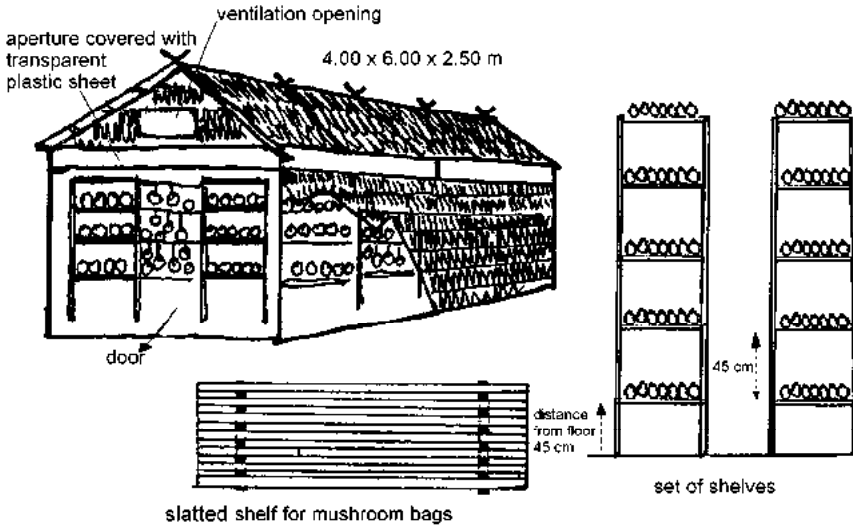 ventilation opening
aperture covered with
transparent
plastic sheet
4.00 x 6.00 x 2.50 m
door
45 cm
distance
from floor
45 cm
set of shelves
slatted shelf for mushroom bags